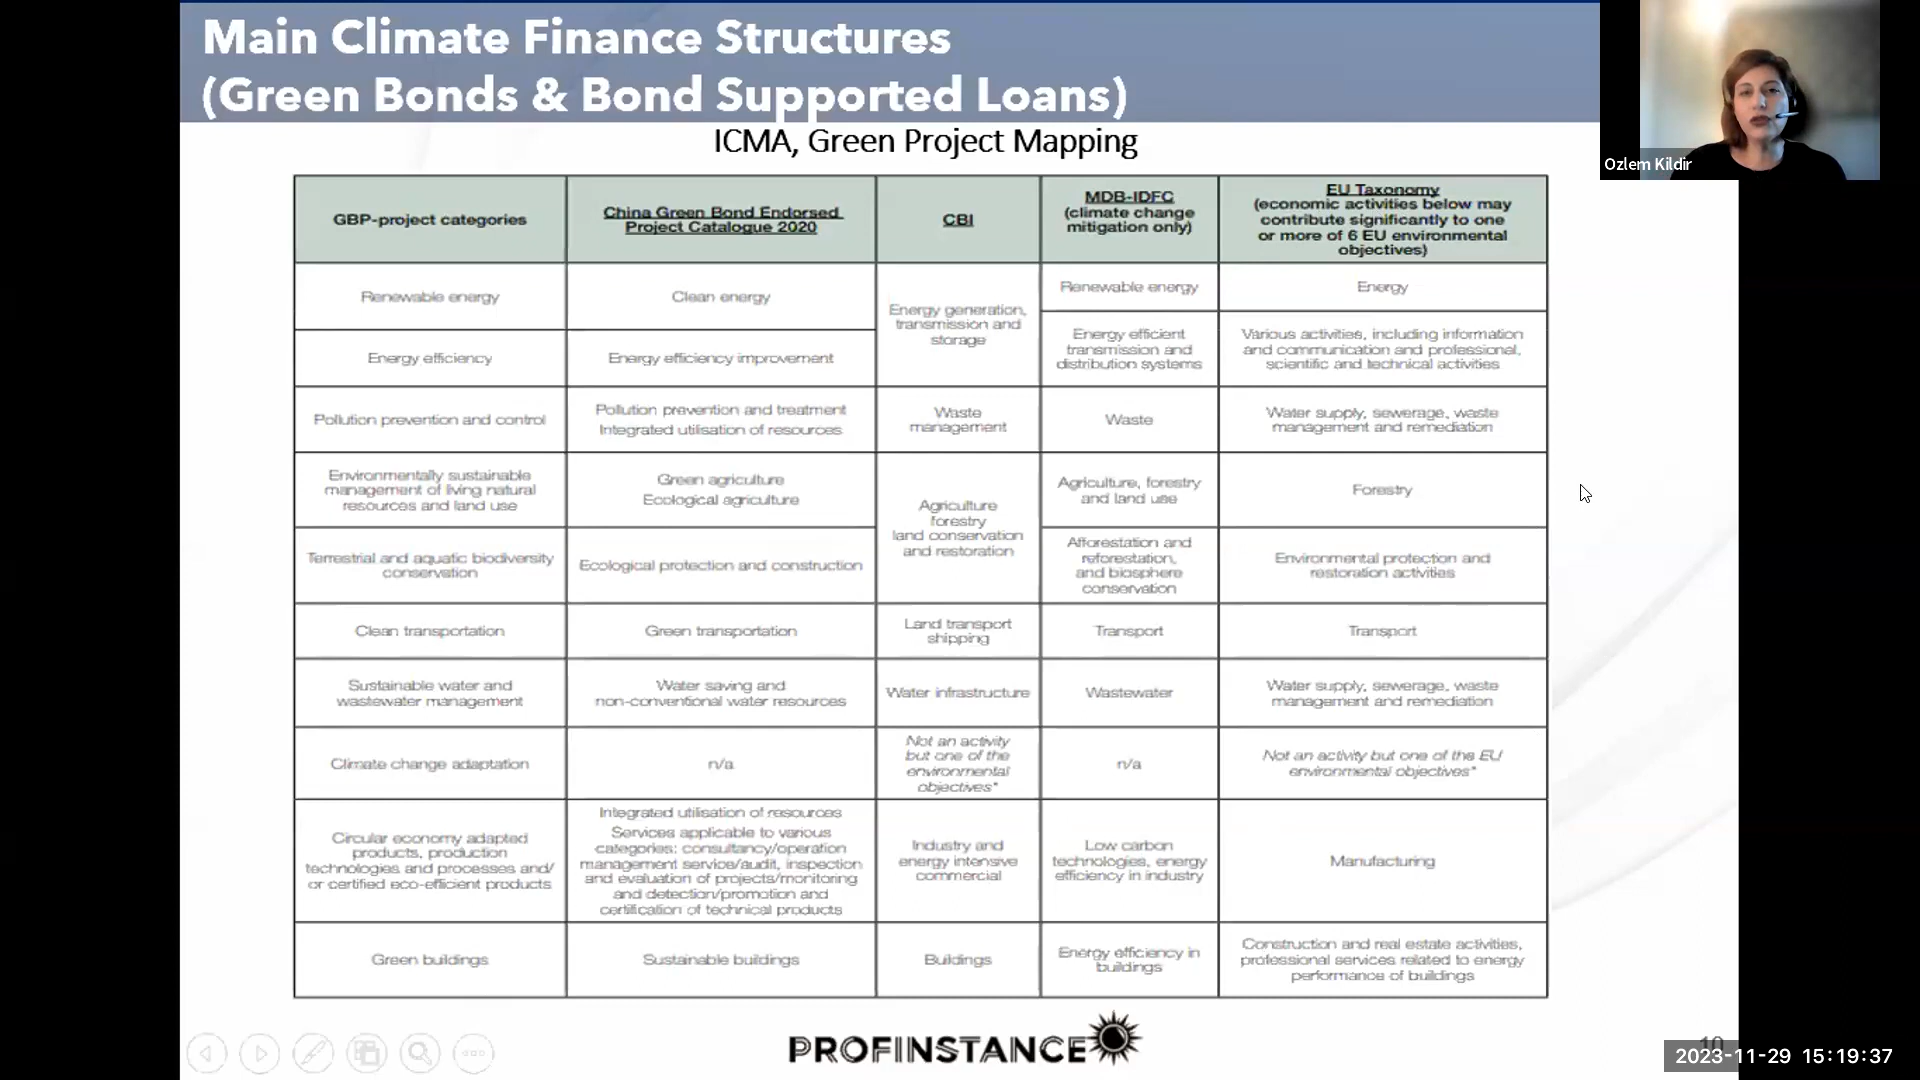 Main Climate Finance Structures
(Green Bonds & Bond Supported Loans)
Ozlem Kildir
ICMA, Green Project Mapping
GBP-project categories
China Green Bond Endorsed
Project Catalogue 2020
CBI
MDB-IDFC
(climate change
mitigation only)
EU Taxonomy
(economic activities below may
contribute significantly to one
or more of 6 EU environmental
objectives)
Renewable energy
Clean energy
Energy generation,
transmission and
storage
Renewable energy
Energy
Energy efficiency
Energy efficiency improvement
Energy efficient
transmission and
distribution systems
Various activities, including information
and communication and professional,
scientific and technical activities
Pollution prevention and control
Pollution prevention and treatment
Integrated utilisation of resources
Waste
management
Waste
Water supply, sewerage, waste
management and remediation
Environmentally sustainable
management of living natural
resources and land use
Green agriculture
Ecological agriculture
Agriculture
forestry
land conservation
and restoration
Agriculture, forestry
and land use
Forestry
Terrestrial and aquatic biodiversity
conservation
Ecological protection and construction
Afforestation and
reforestation,
and biosphere
conservation
Environmental protection and
restoration activities
Clean transportation
Green transportation
Land transport
shipping
Transport
Transport
Sustainable water and
wastewater management
Water saving and
non-conventional water resources
Water infrastructure
Wastewater
Water supply, sewerage, waste
management and remediation
Climate change adaptation
n/a
Not an activity
but one of the
environmental
objectives*
n/a
Not an activity but one of the EU
environmental objectives*
Circular economy adapted
products, production
technologies and processes and/
or certified eco-efficient products
Integrated utilisation of resources
Services applicable to various
categories: consultancy/operation
management service/audit, inspection
and evaluation of projects/monitoring
and detection/promotion and
certification of technical products
Industry and
energy intensive
commercial
Low carbon
technologies, energy
efficiency in industry
Manufacturing
Green buildings
Sustainable buildings
Buildings
Energy efficiency in
buildings
Construction and real estate activities,
professional services related to energy
performance of buildings
PROFINSTANCE
10
2023-11-29 15:19:37